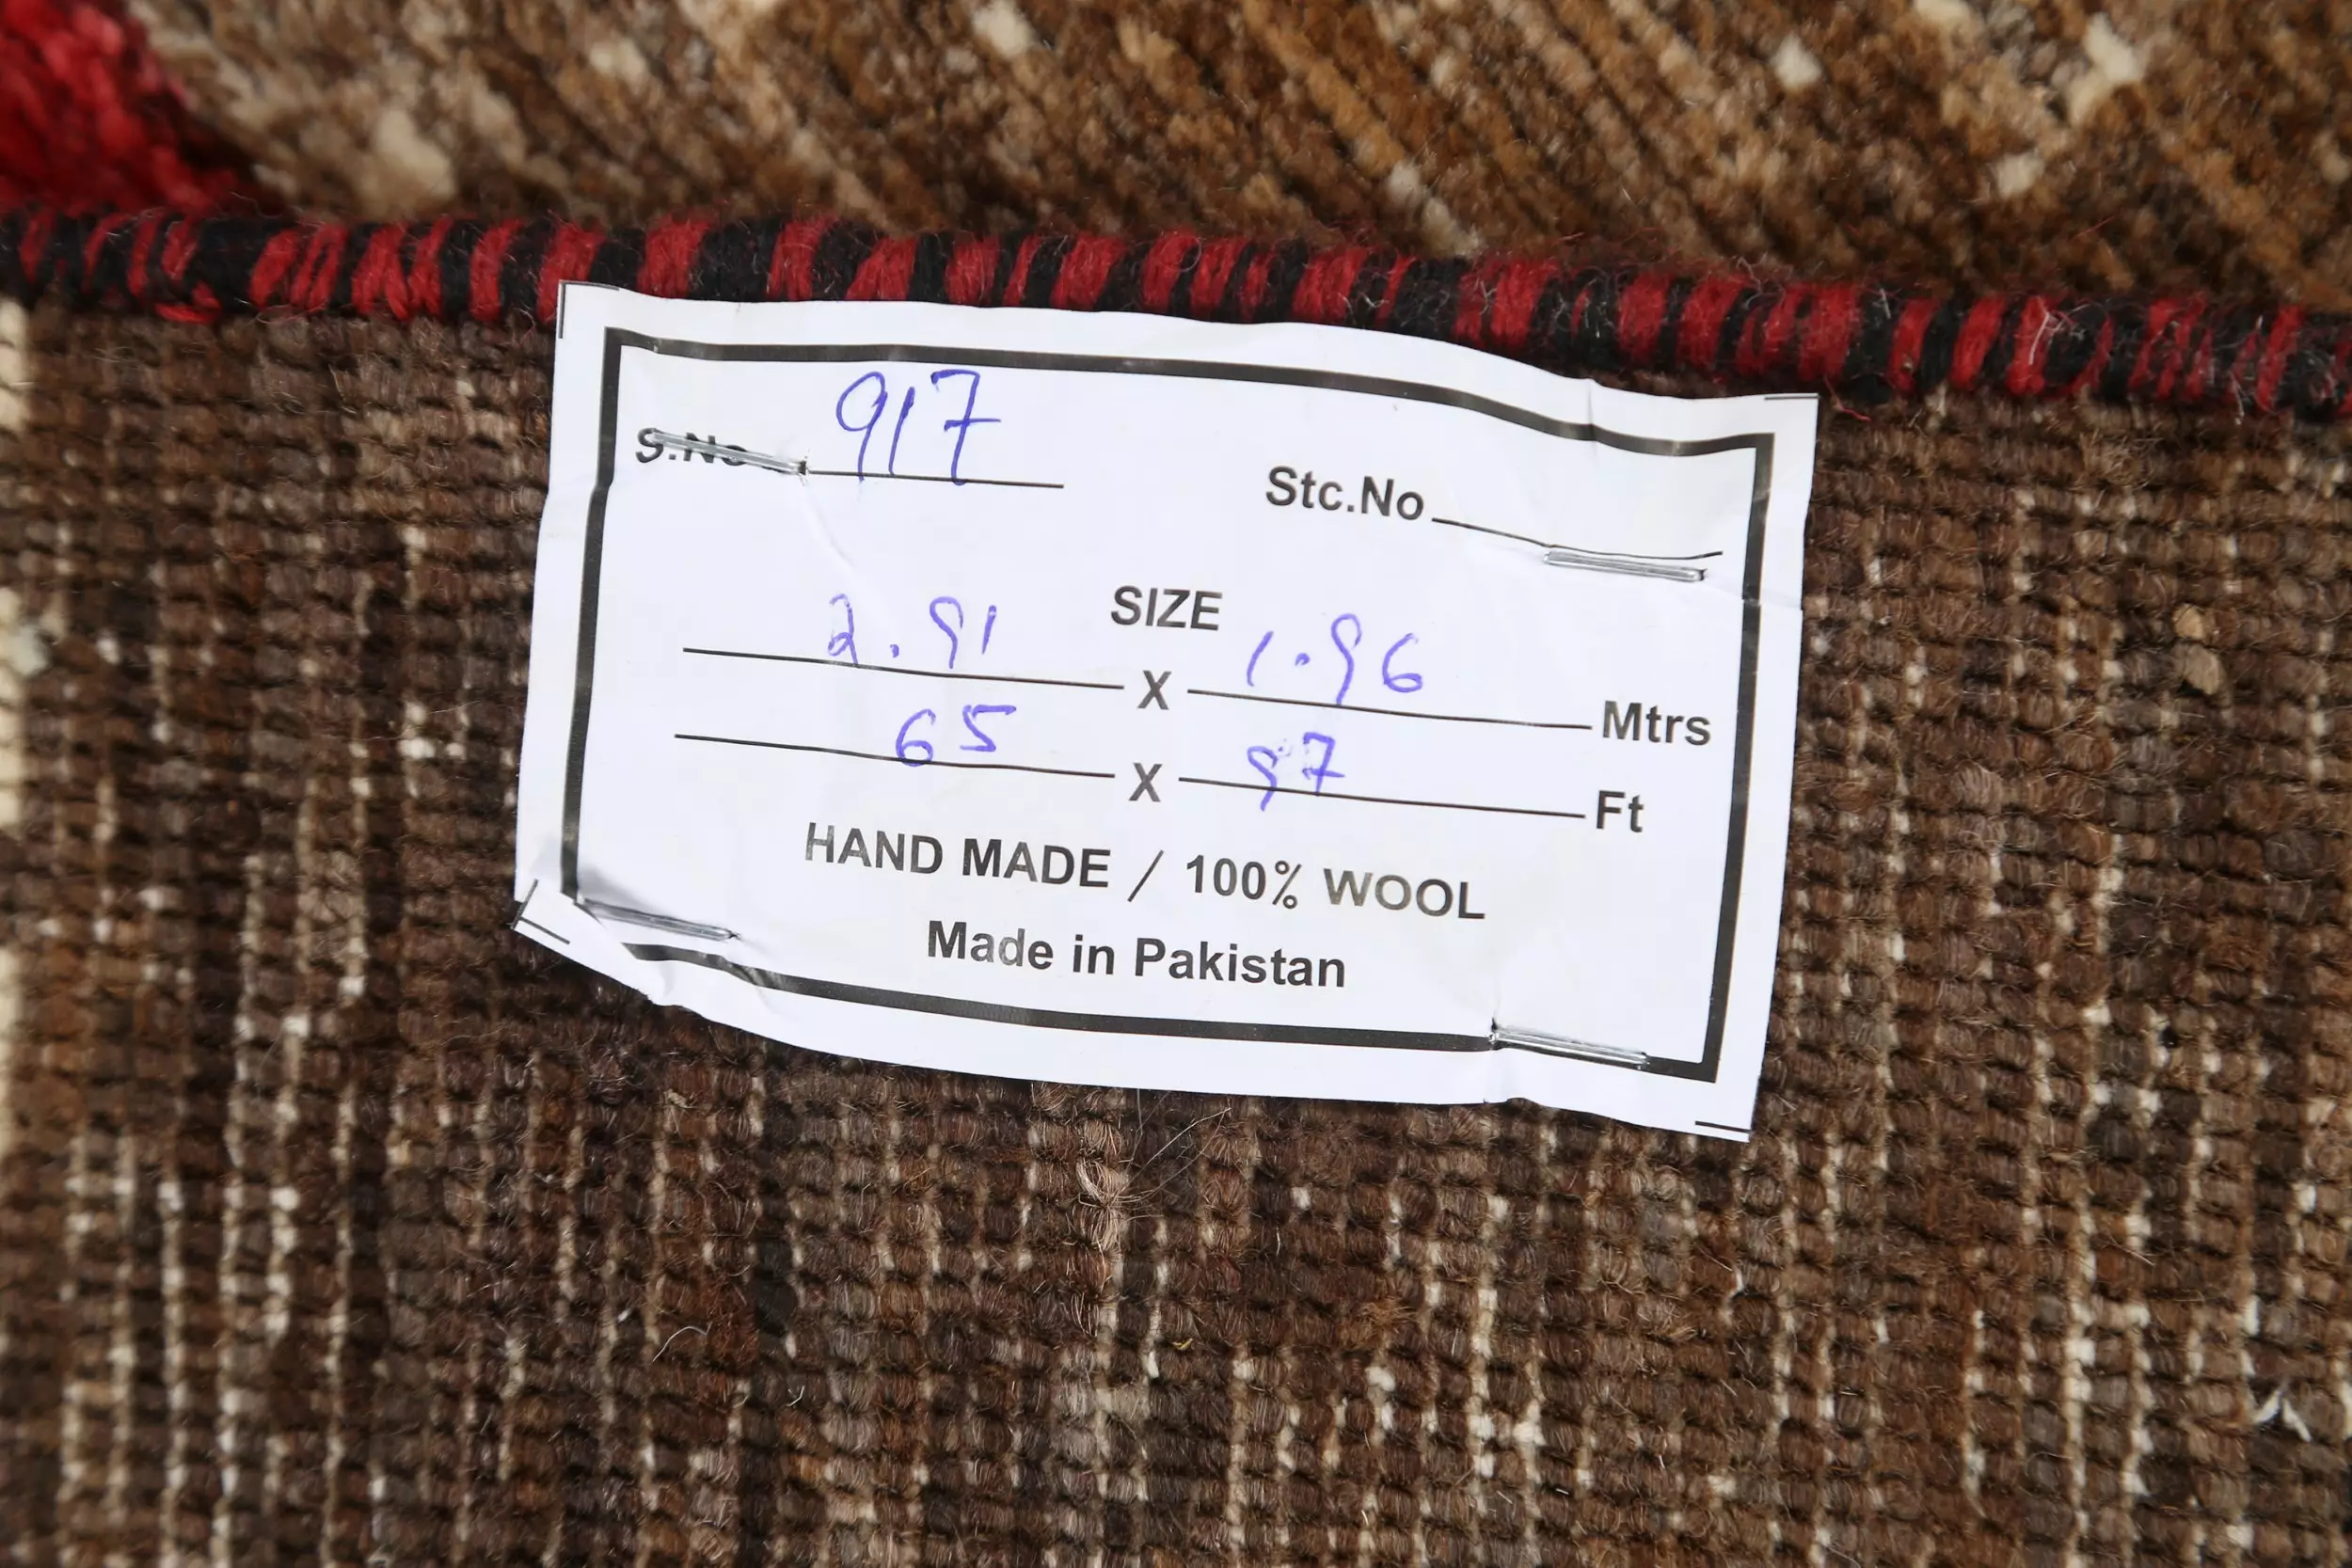 S.No 917 Stc.No
SIZE
2.91 X 1.96 Mtrs
65 X 97 Ft
HAND MADE / 100% WOOL
Made in Pakistan